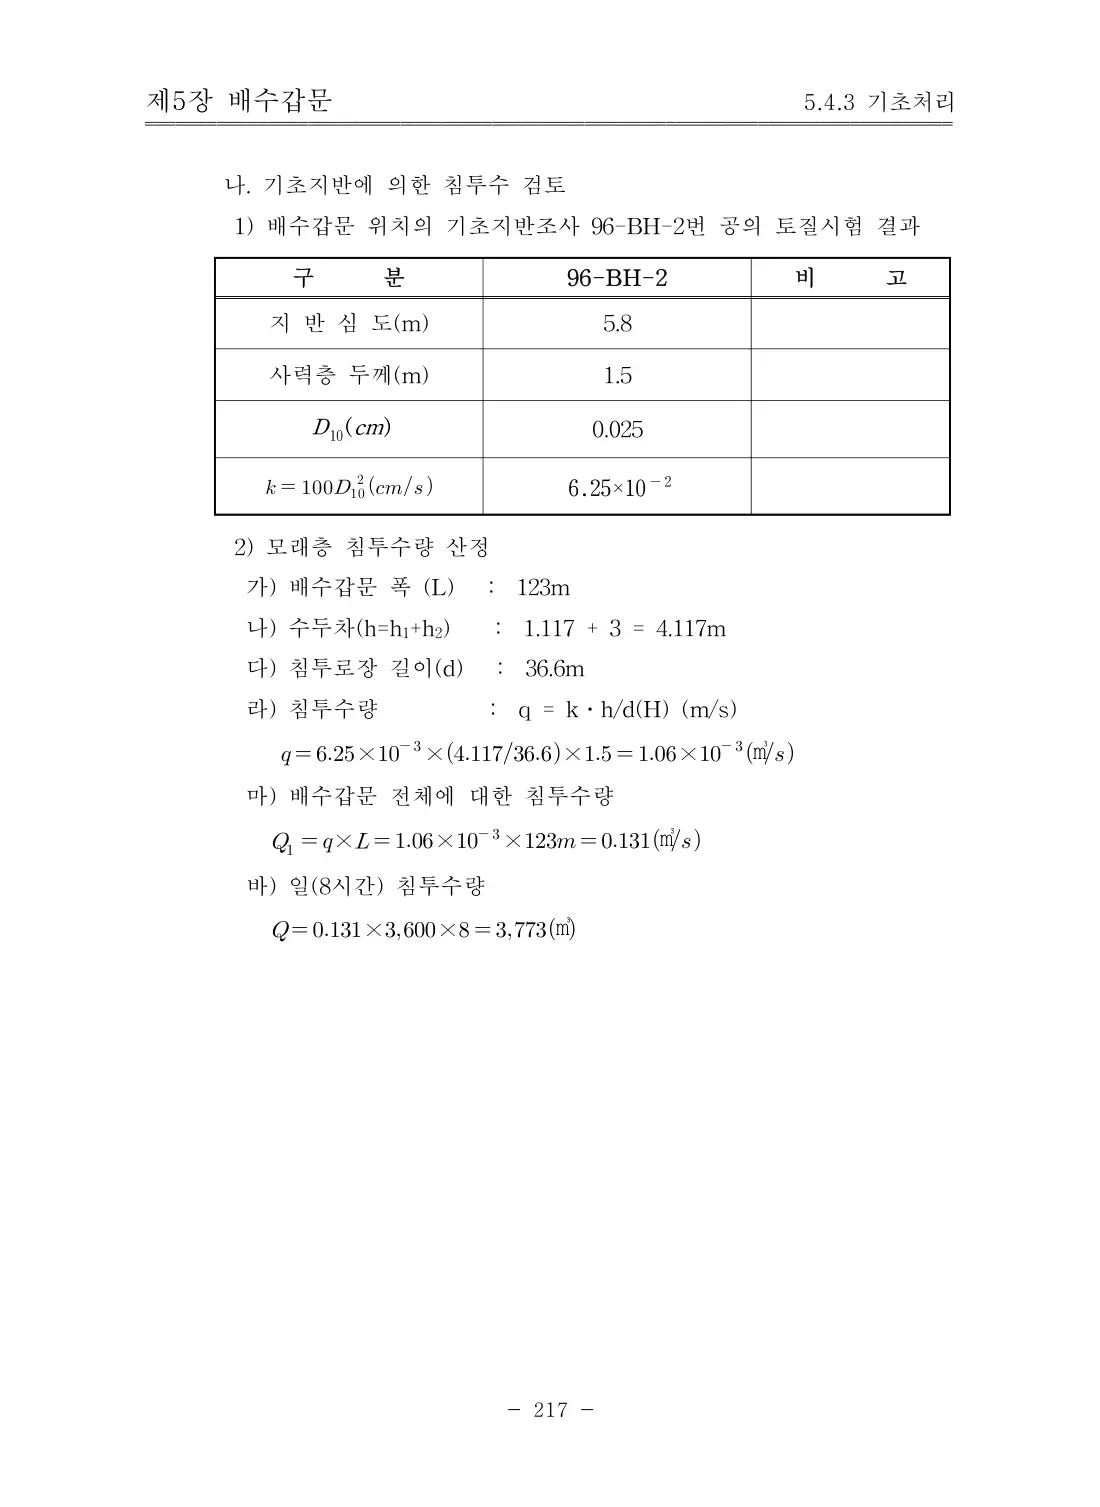 제5장 배수갑문 5.4.3 기초처리
나. 기초지반에 의한 침투수 검토
1) 배수갑문 위치의 기초지반조사 96-BH-2번 공의 토질시험 결과
구 분 96-BH-2 비 고
지 반 심 도(m) 5.8
사력층 두께(m) 1.5
D₁₀(cm) 0.025
k=100D₁₀²(cm/s) 6.25×10⁻²
2) 모래층 침투수량 산정
가) 배수갑문 폭 (L) : 123m
나) 수두차(h=h₁+h₂) : 1.117 + 3 = 4.117m
다) 침투로장 길이(d) : 36.6m
라) 침투수량 : q = k·h/d(H) (m/s)
q=6.25×10⁻³×(4.117/36.6)×1.5=1.06×10⁻³(㎥/s)
마) 배수갑문 전체에 대한 침투수량
Q₁=q×L=1.06×10⁻³×123m=0.131(㎥/s)
바) 일(8시간) 침투수량
Q=0.131×3,600×8=3,773(㎥)
- 217 -